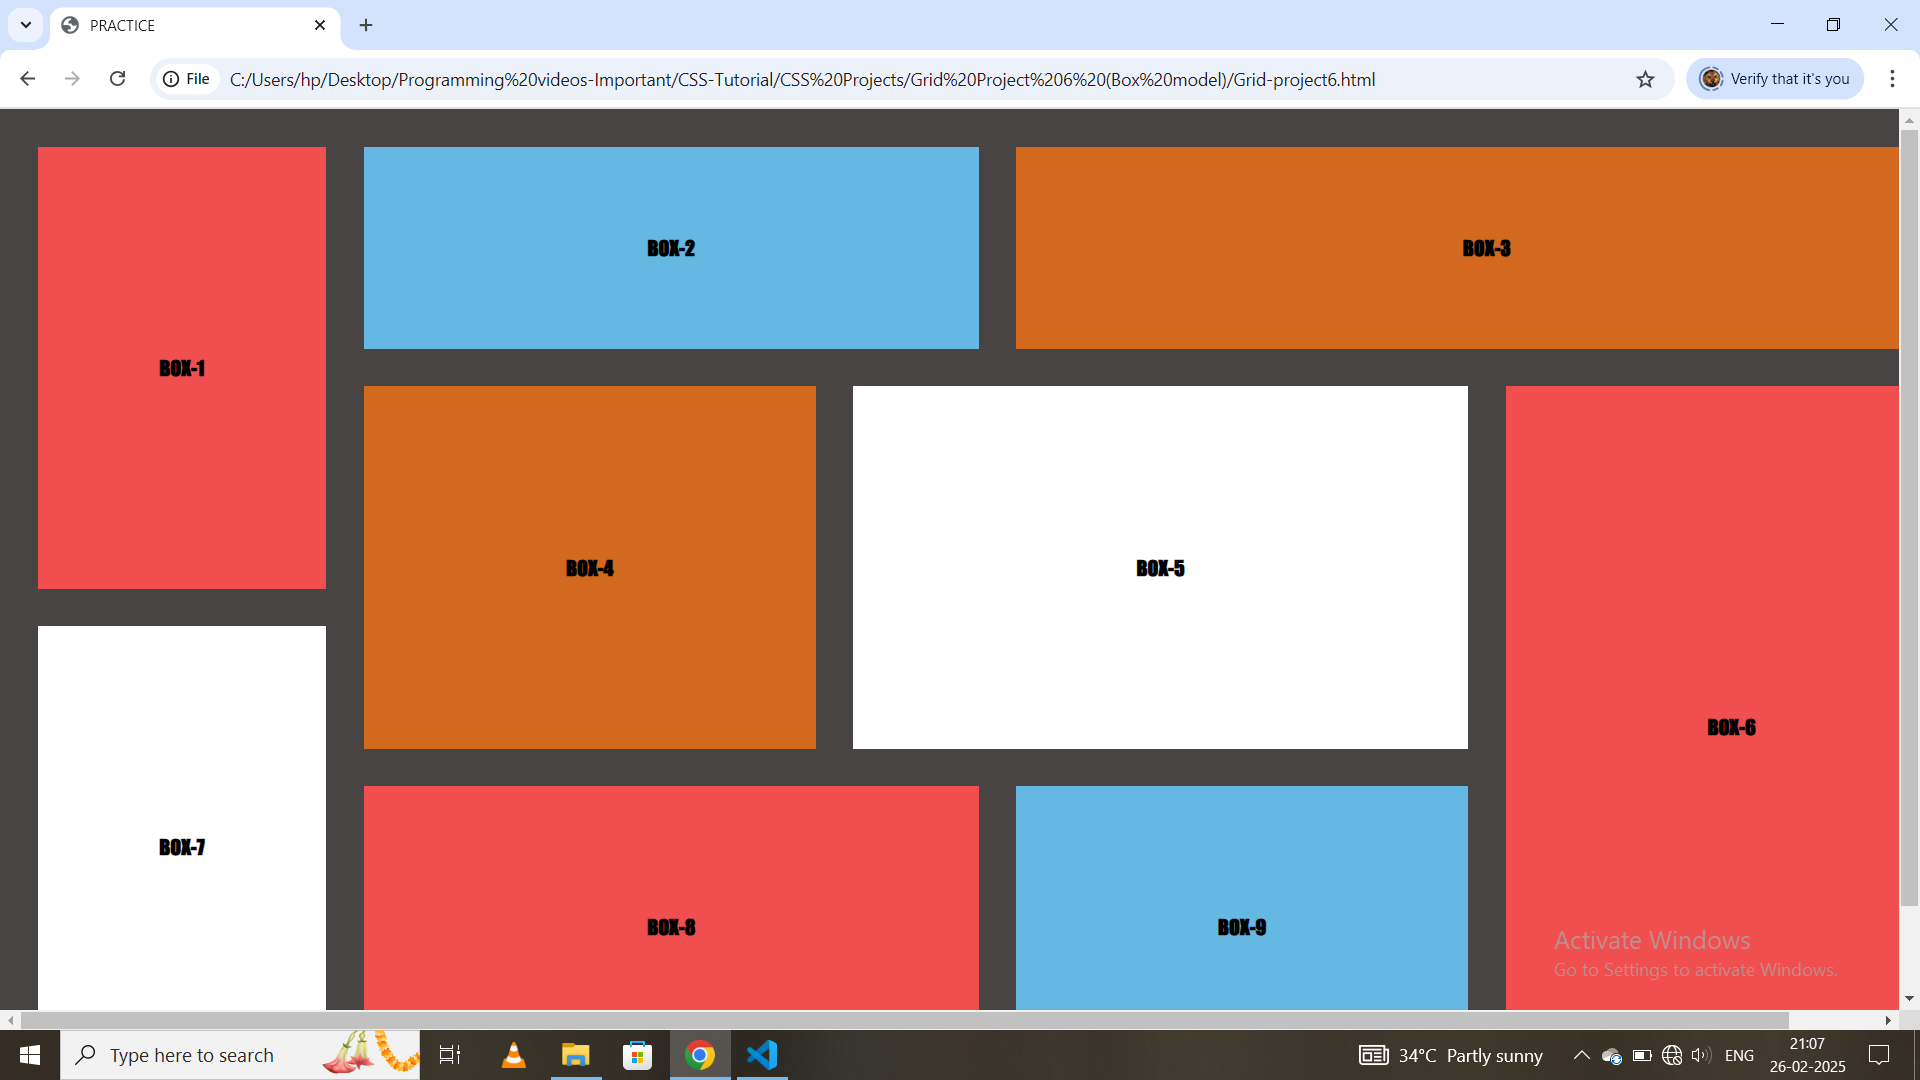 PRACTICE
File
C:/Users/hp/Desktop/Programming%20videos-Important/CSS-Tutorial/CSS%20Projects/Grid%20Project%206%20(Box%20model)/Grid-project6.html
Verify that it's you
BOX-1
BOX-2
BOX-3
BOX-4
BOX-5
BOX-6
BOX-7
BOX-8
BOX-9
Activate Windows
Go to Settings to activate Windows.
Type here to search
34°C Partly sunny
ENG
21:07
26-02-2025